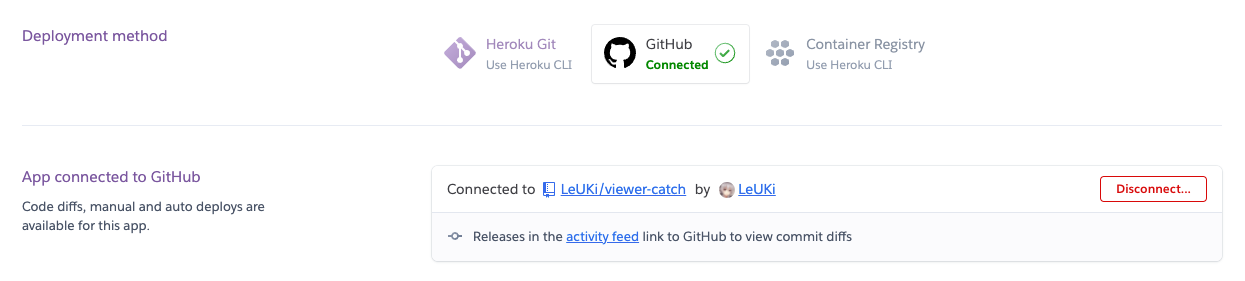 Deployment method
Heroku Git
Use Heroku CLI
GitHub
Connected
Container Registry
Use Heroku CLI
App connected to GitHub
Code diffs, manual and auto deploys are
available for this app.
Connected to LeUKi/viewer-catch by LeUKi
Disconnect...
Releases in the activity feed link to GitHub to view commit diffs